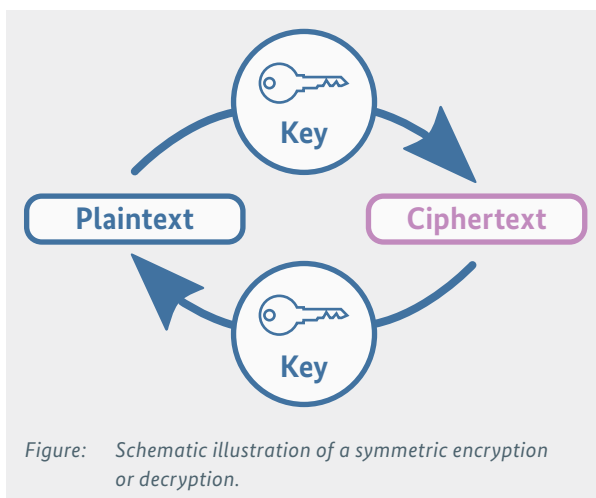 Key
Plaintext
Ciphertext
Key
Figure: Schematic illustration of a symmetric encryption
or decryption.